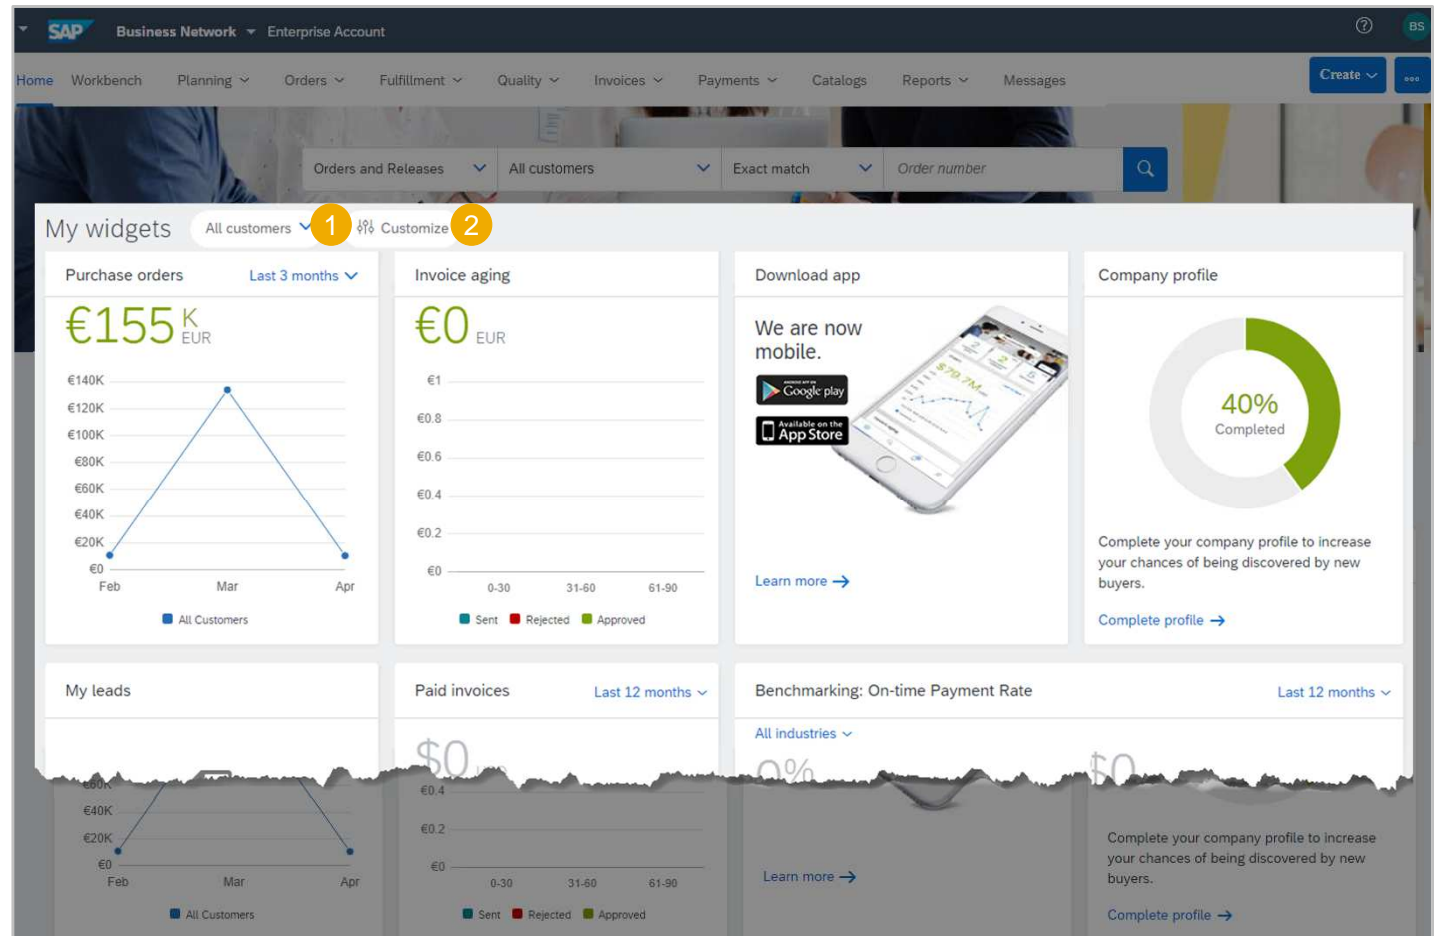 SAP Business Network Enterprise Account BS
Home Workbench Planning Orders Fulfillment Quality Invoices Payments Catalogs Reports Messages Create
Orders and Releases All customers Exact match Order number
My widgets All customers 1 Customize 2
Purchase orders Last 3 months
€155 K EUR
€140K
€120K
€100K
€80K
€60K
€40K
€20K
€0
Feb Mar Apr
All Customers
Invoice aging
€0 EUR
€1
€0.8
€0.6
€0.4
€0.2
€0
0-30 31-60 61-90
Sent Rejected Approved
Download app
We are now
mobile.
ANDROID APP ON
Google play
Available on the
App Store
$79.7M
Learn more
Company profile
40%
Completed
Complete your company profile to increase
your chances of being discovered by new
buyers.
Complete profile
My leads
Paid invoices Last 12 months
$0
Benchmarking: On-time Payment Rate Last 12 months
All industries
0% $0
€60K
€40K
€20K
€0
Feb Mar Apr
All Customers
€0.4
€0.2
€0
0-30 31-60 61-90
Sent Rejected Approved
Learn more
Complete your company profile to increase
your chances of being discovered by new
buyers.
Complete profile